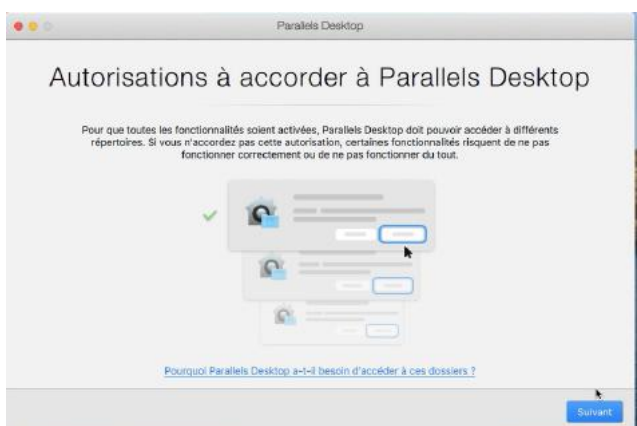 Parallels Desktop
Autorisations à accorder à Parallels Desktop
Pour que toutes les fonctionnalités soient activées, Parallels Desktop doit pouvoir accéder à différents
répertoires. Si vous n'accordez pas cette autorisation, certaines fonctionnalités risquent de ne pas
fonctionner correctement ou de ne pas fonctionner du tout.
Pourquoi Parallels Desktop a-t-il besoin d'accéder à ces dossiers ?
Suivant